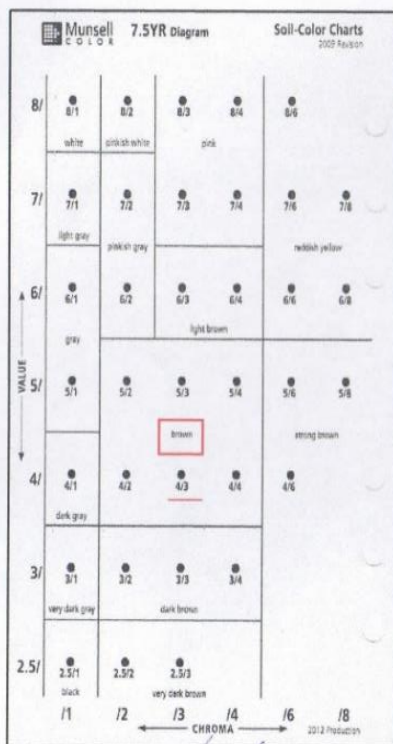 Munsell 7.5YR Diagram Soil-Color Charts
COLOR 2009 Revision
8/ 8/1 8/2 8/3 8/4 8/6
white pinkish white pink
7/ 7/1 7/2 7/3 7/4 7/6 7/8
light gray pinkish gray reddish yellow
6/ 6/1 6/2 6/3 6/4 6/6 6/8
gray light brown
VALUE
5/ 5/1 5/2 5/3 5/4 5/6 5/8
brown strong brown
4/ 4/1 4/2 4/3 4/4 4/6
dark gray
3/ 3/1 3/2 3/3 3/4
very dark gray dark brown
2.5/ 2.5/1 2.5/2 2.5/3
black very dark brown
/1 /2 /3 /4 /6 /8
CHROMA 2012 Production